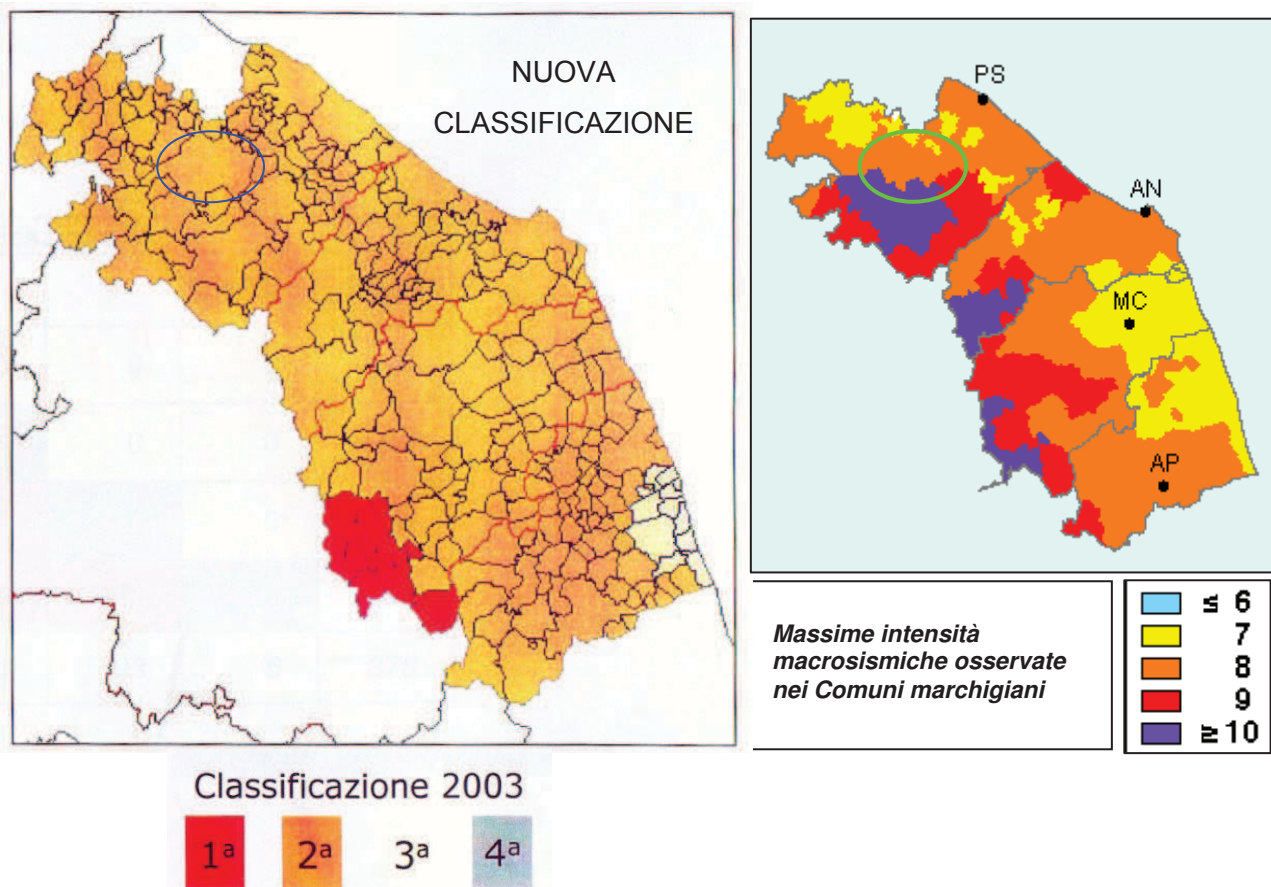 NUOVA
CLASSIFICAZIONE
PS
AN
MC
AP
Massime intensità
macrosismiche osservate
nei Comuni marchigiani
≤ 6
7
8
9
≥ 10
Classificazione 2003
1ª 2ª 3ª 4ª